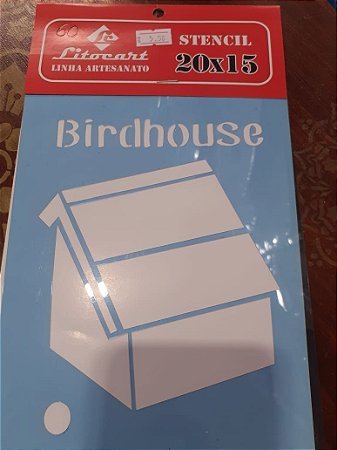 60
Litocart
LINHA ARTESANATO
STENCIL
20x15
Birdhouse